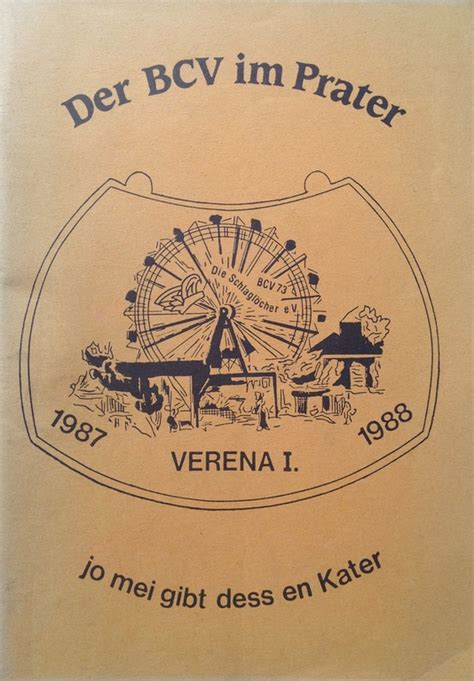 Der BCV im Prater
BCV 73
Die Schlaglöcher e.V.
1987
1988
VERENA I.
jo mei gibt dess en Kater